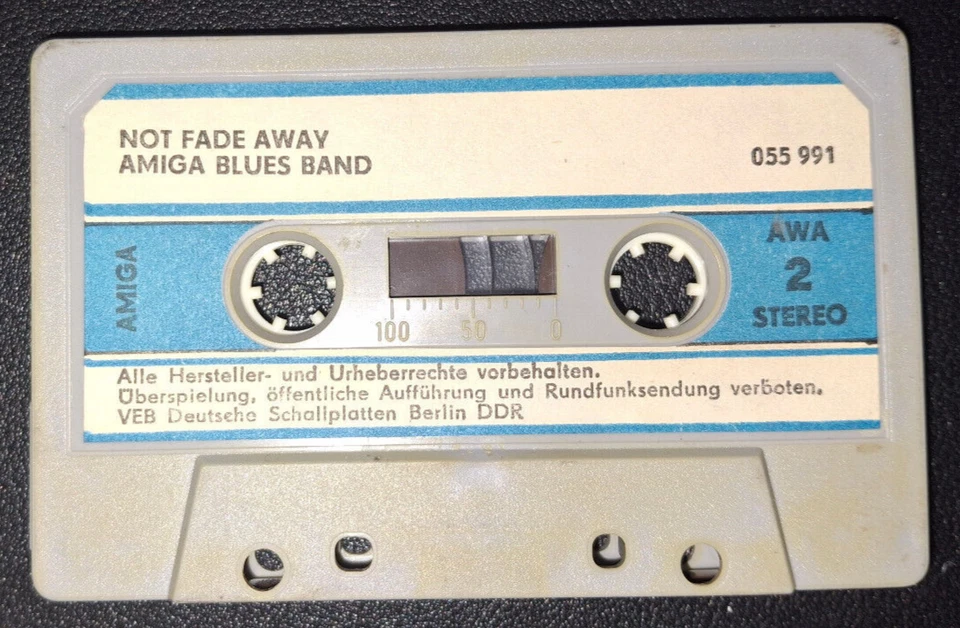 NOT FADE AWAY
AMIGA BLUES BAND
055 991
AMIGA
AWA
2
STEREO
100 50 0
Alle Hersteller- und Urheberrechte vorbehalten.
Überspielung, öffentliche Aufführung und Rundfunksendung verboten.
VEB Deutsche Schallplatten Berlin DDR